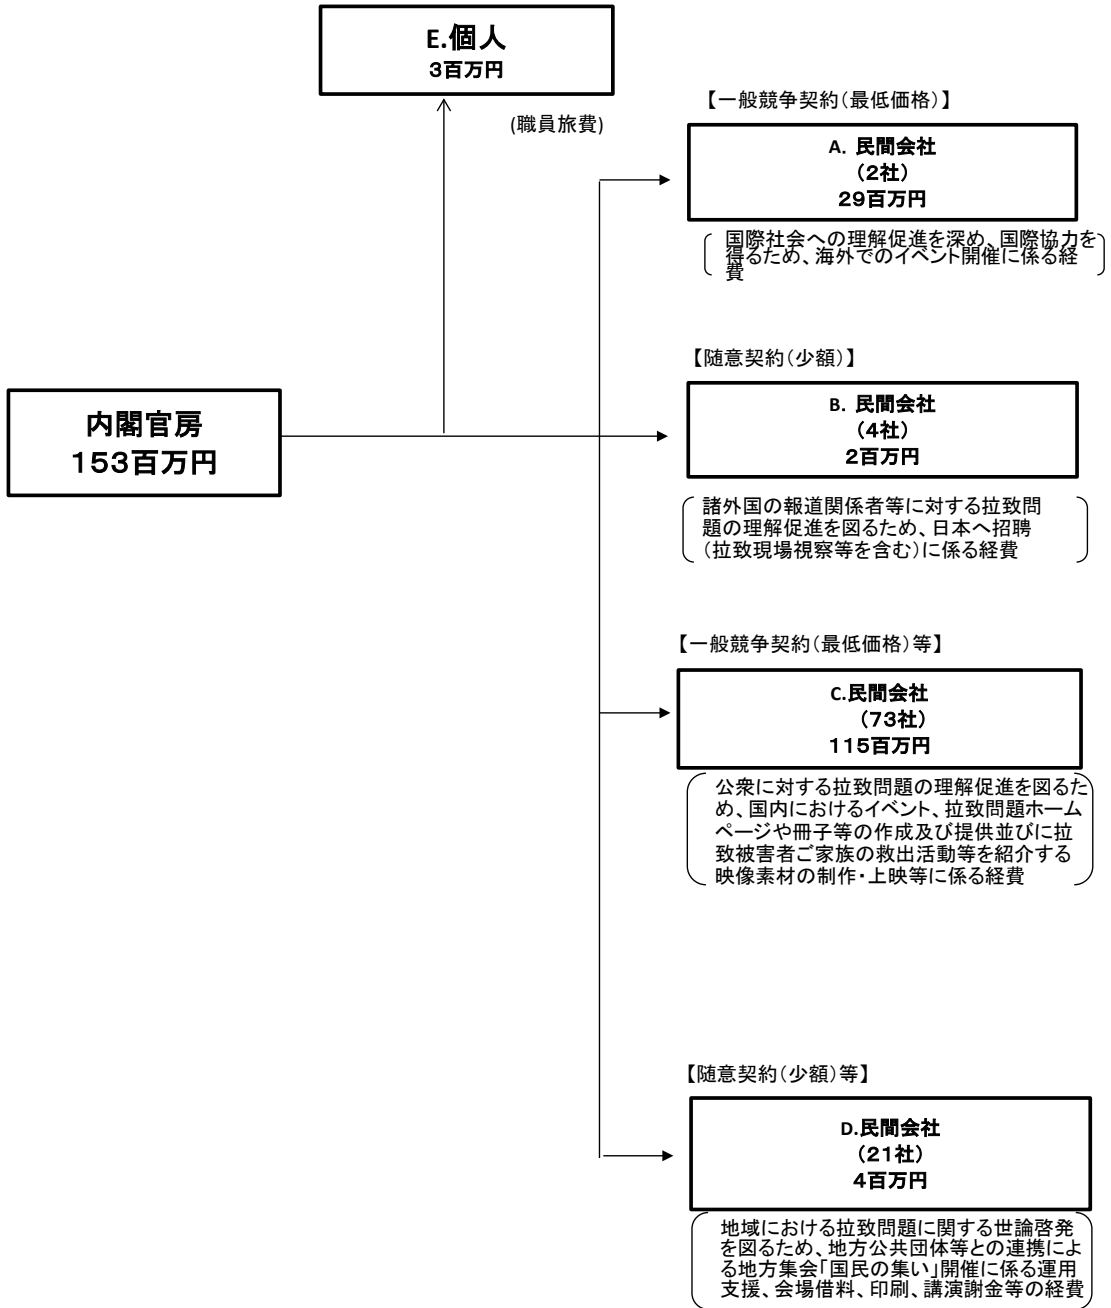 E.個人
3百万円
(職員旅費)
【一般競争契約(最低価格)】
A. 民間会社
(2社)
29百万円
国際社会への理解促進を深め、国際協力を
得るため、海外でのイベント開催に係る経
費
【随意契約(少額)】
B. 民間会社
(4社)
2百万円
諸外国の報道関係者等に対する拉致問
題の理解促進を図るため、日本へ招聘
(拉致現場視察等を含む)に係る経費
内閣官房
153百万円
【一般競争契約(最低価格)等】
C.民間会社
(73社)
115百万円
公衆に対する拉致問題の理解促進を図るた
め、国内におけるイベント、拉致問題ホーム
ページや冊子等の作成及び提供並びに拉
致被害者ご家族の救出活動等を紹介する
映像素材の制作・上映等に係る経費
【随意契約(少額)等】
D.民間会社
(21社)
4百万円
地域における拉致問題に関する世論啓発
を図るため、地方公共団体等との連携によ
る地方集会「国民の集い」開催に係る運用
支援、会場借料、印刷、講演謝金等の経費